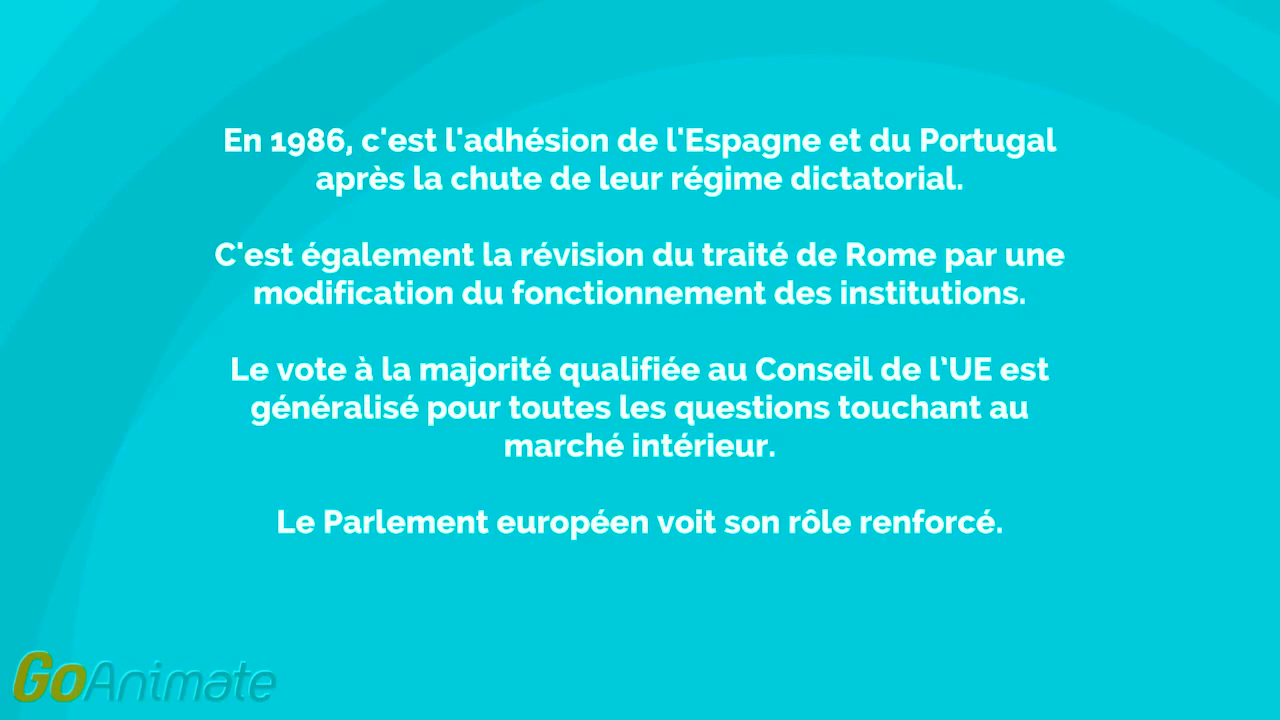 En 1986, c'est l'adhésion de l'Espagne et du Portugal
après la chute de leur régime dictatorial.
C'est également la révision du traité de Rome par une
modification du fonctionnement des institutions.
Le vote à la majorité qualifiée au Conseil de l‛UE est
généralisé pour toutes les questions touchant au
marché intérieur.
Le Parlement européen voit son rôle renforcé.
GoAnimate